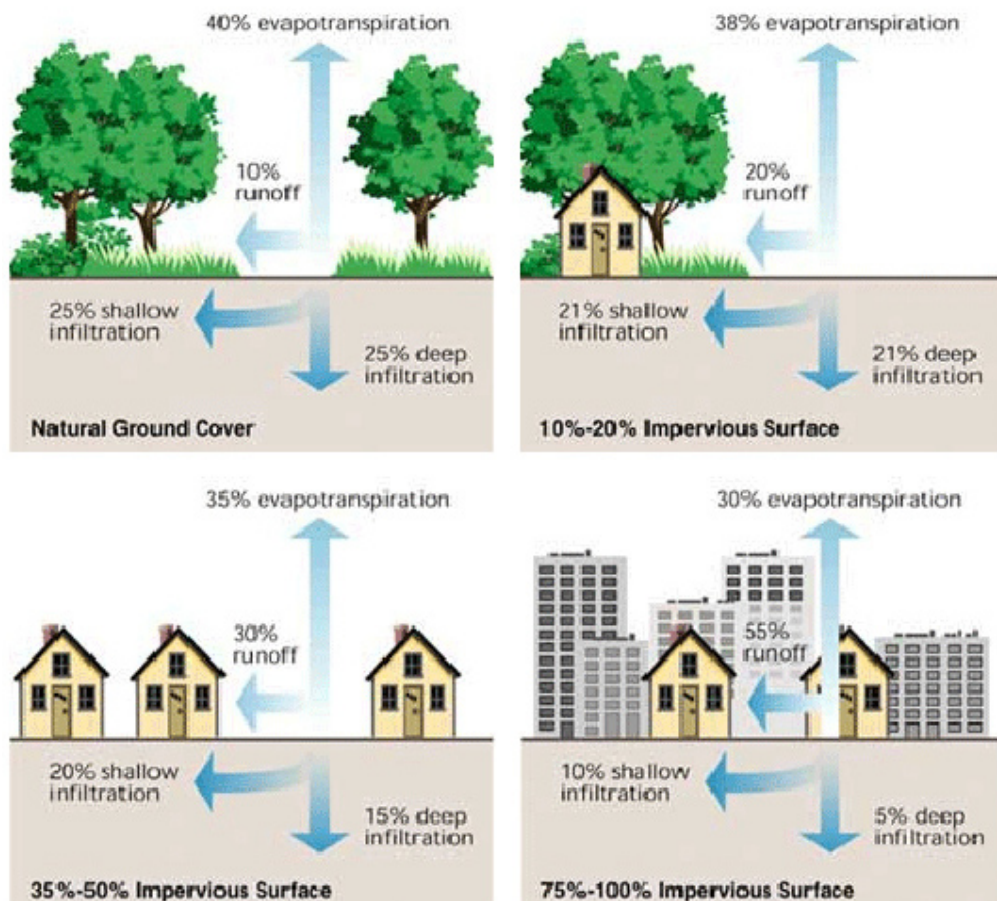 40% evapotranspiration
10%
runoff
25% shallow
infiltration
25% deep
infiltration
Natural Ground Cover
38% evapotranspiration
20%
runoff
21% shallow
infiltration
21% deep
infiltration
10%-20% Impervious Surface
35% evapotranspiration
30%
runoff
20% shallow
infiltration
15% deep
infiltration
35%-50% Impervious Surface
30% evapotranspiration
55%
runoff
10% shallow
infiltration
5% deep
infiltration
75%-100% Impervious Surface